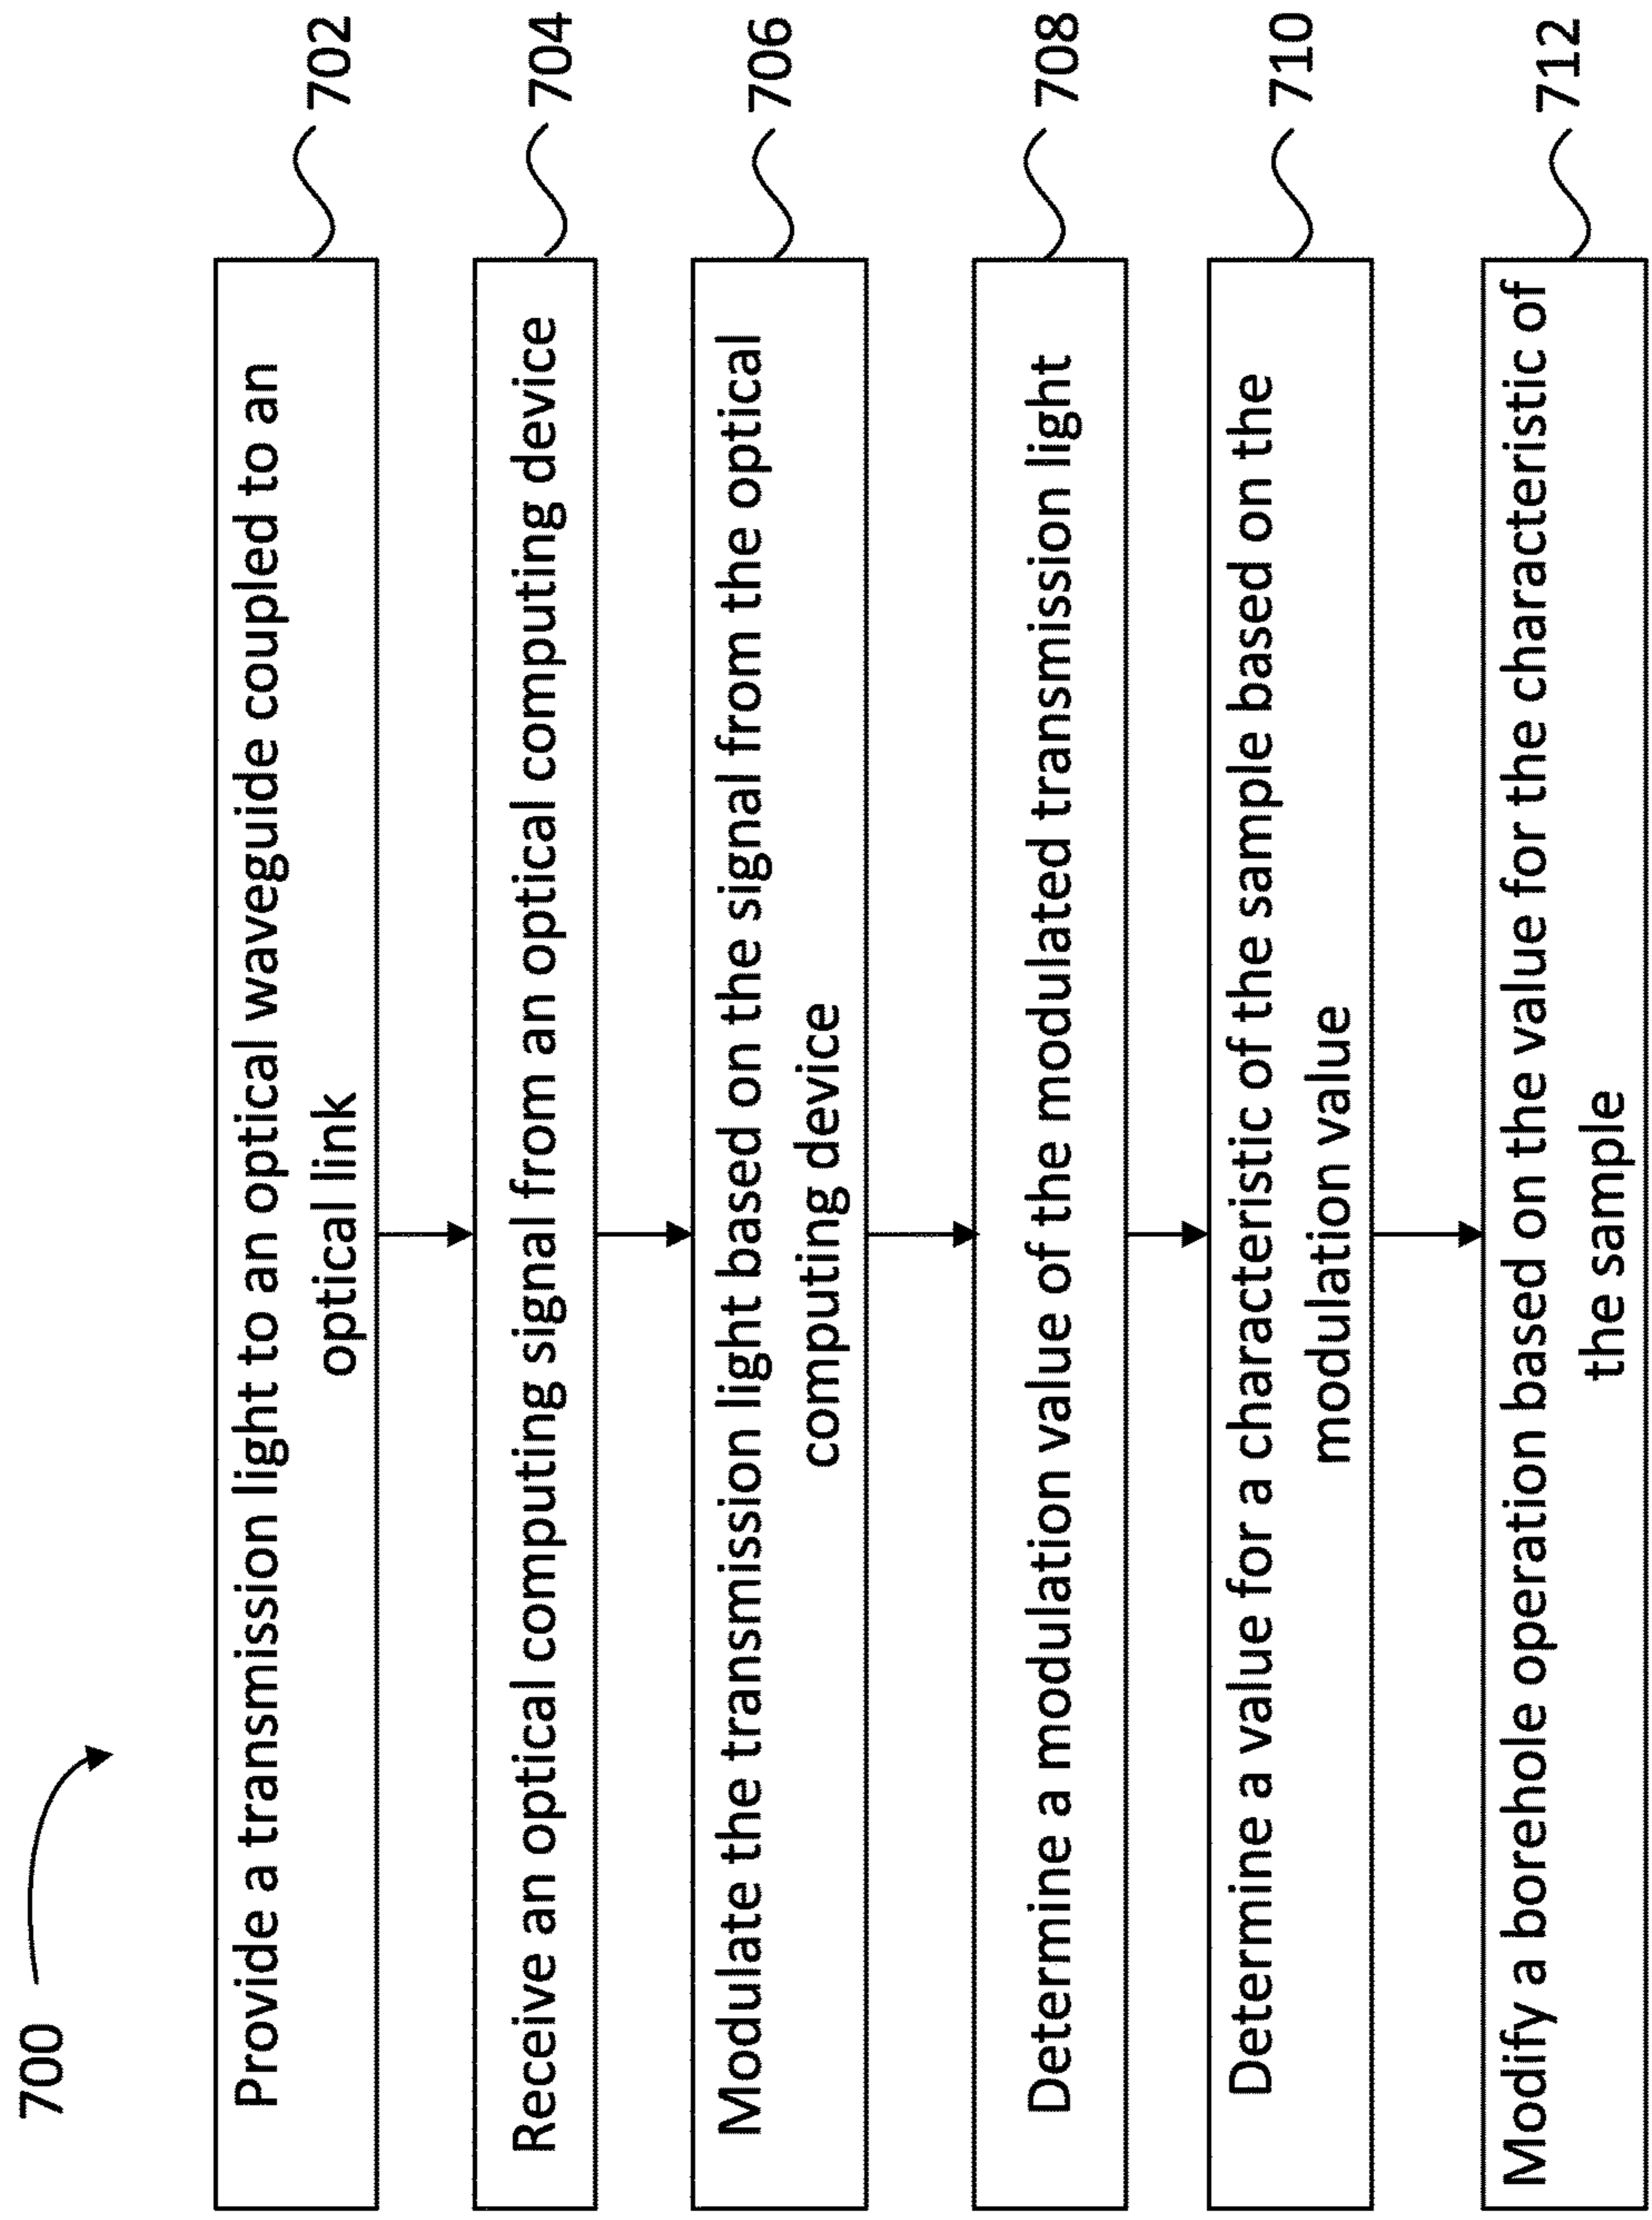 700
Provide a transmission light to an optical waveguide coupled to an
optical link
702
Receive an optical computing signal from an optical computing device
704
Modulate the transmission light based on the signal from the optical
computing device
706
Determine a modulation value of the modulated transmission light
708
Determine a value for a characteristic of the sample based on the
modulation value
710
Modify a borehole operation based on the value for the characteristic of
the sample
712